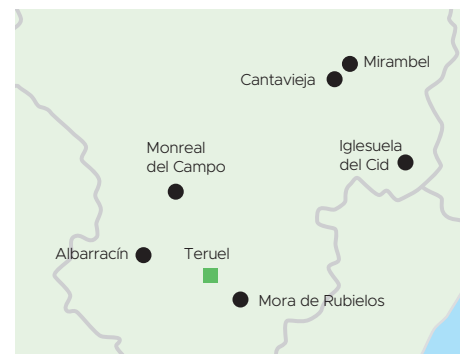 Mirambel
Cantavieja
Iglesuela
del Cid
Monreal
del Campo
Albarracín
Teruel
Mora de Rubielos